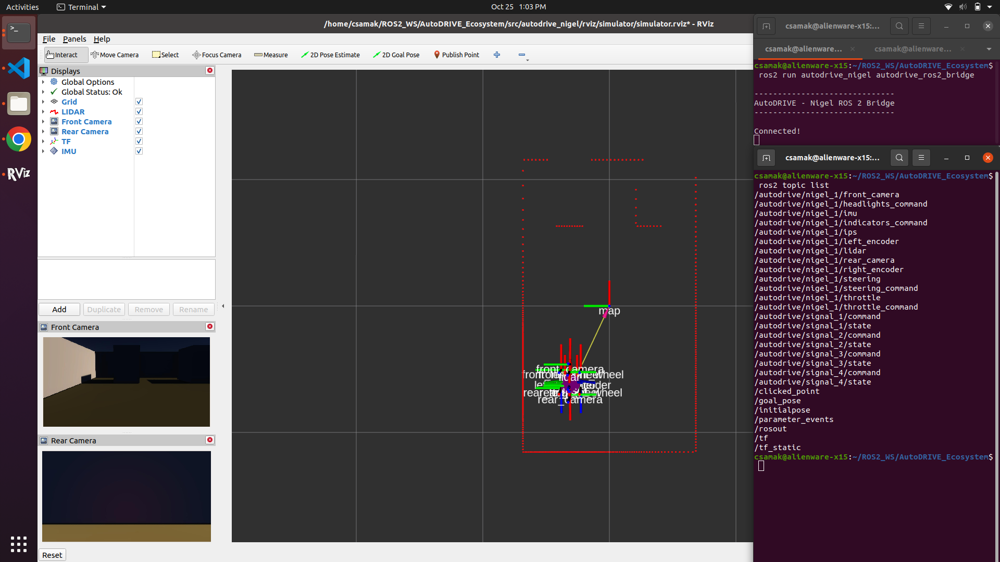 Activities
Terminal
Oct 25 1:03 PM
/home/csamak/ROS2_WS/AutoDRIVE_Ecosystem/src/autodrive_nigel/rviz/simulator/simulator.rviz* - RViz
File Panels Help
Interact Move Camera Select Focus Camera Measure 2D Pose Estimate 2D Goal Pose Publish Point
Displays
Global Options
Global Status: Ok
Grid
LIDAR
Front Camera
Rear Camera
TF
IMU
Add Duplicate Remove Rename
Front Camera
Rear Camera
Reset
RViz
map
front_camera
lidar
rear_camera
csamak@alienware-x15:...
csamak@alienware... csamak@alienware...
csamak@alienware-x15:~/ROS2_WS/AutoDRIVE_Ecosystem$
ros2 run autodrive_nigel autodrive_ros2_bridge
------------------------------
AutoDRIVE - Nigel ROS 2 Bridge
------------------------------
Connected!
csamak@alienware-x15:...
csamak@alienware-x15:~/ROS2_WS/AutoDRIVE_Ecosystem$
ros2 topic list
/autodrive/nigel_1/front_camera
/autodrive/nigel_1/headlights_command
/autodrive/nigel_1/imu
/autodrive/nigel_1/indicators_command
/autodrive/nigel_1/ips
/autodrive/nigel_1/left_encoder
/autodrive/nigel_1/lidar
/autodrive/nigel_1/rear_camera
/autodrive/nigel_1/right_encoder
/autodrive/nigel_1/steering
/autodrive/nigel_1/steering_command
/autodrive/nigel_1/throttle
/autodrive/nigel_1/throttle_command
/autodrive/signal_1/command
/autodrive/signal_1/state
/autodrive/signal_2/command
/autodrive/signal_2/state
/autodrive/signal_3/command
/autodrive/signal_3/state
/autodrive/signal_4/command
/autodrive/signal_4/state
/clicked_point
/goal_pose
/initialpose
/parameter_events
/rosout
/tf
/tf_static
csamak@alienware-x15:~/ROS2_WS/AutoDRIVE_Ecosystem$